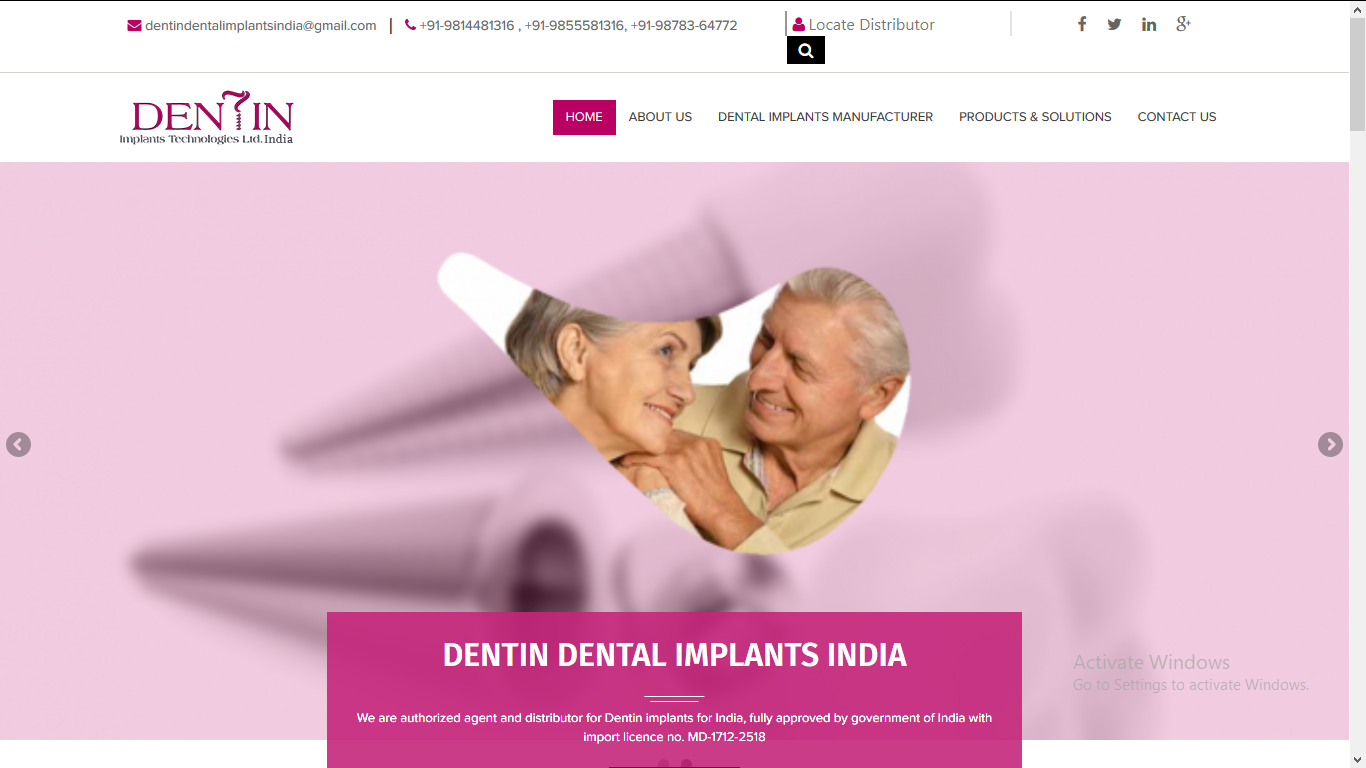 dentindentalimplantsindia@gmail.com
+91-9814481316 , +91-9855581316, +91-98783-64772
Locate Distributor
DENTIN
Implants Technologies Ltd. India
HOME
ABOUT US
DENTAL IMPLANTS MANUFACTURER
PRODUCTS & SOLUTIONS
CONTACT US
DENTIN DENTAL IMPLANTS INDIA
We are authorized agent and distributor for Dentin implants for India, fully approved by government of India with
import licence no. MD-1712-2518
Activate Windows
Go to Settings to activate Windows.